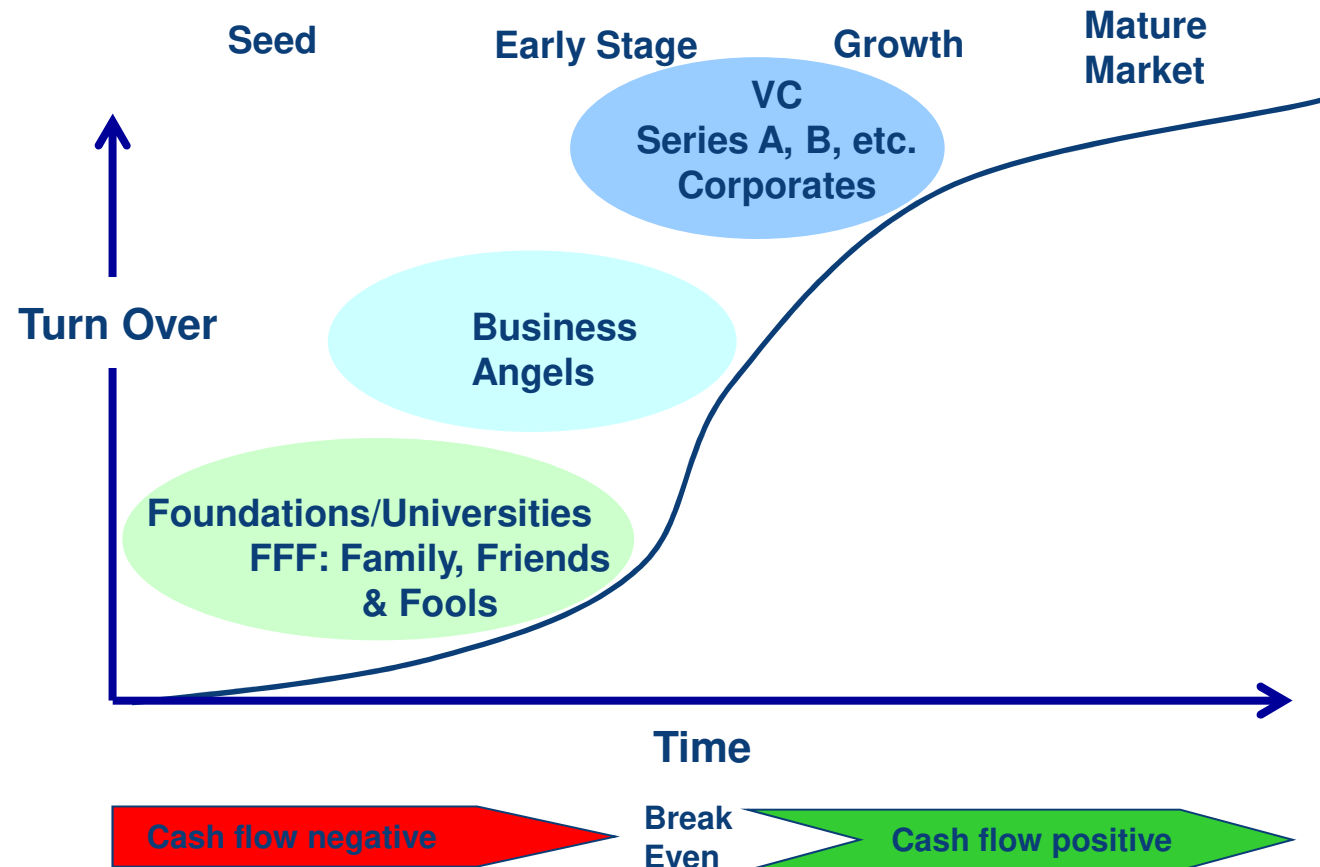 Seed
Early Stage
Growth
Mature
Market
VC
Series A, B, etc.
Corporates
Turn Over
Business
Angels
Foundations/Universities
FFF: Family, Friends
& Fools
Time
Cash flow negative
Break
Even
Cash flow positive